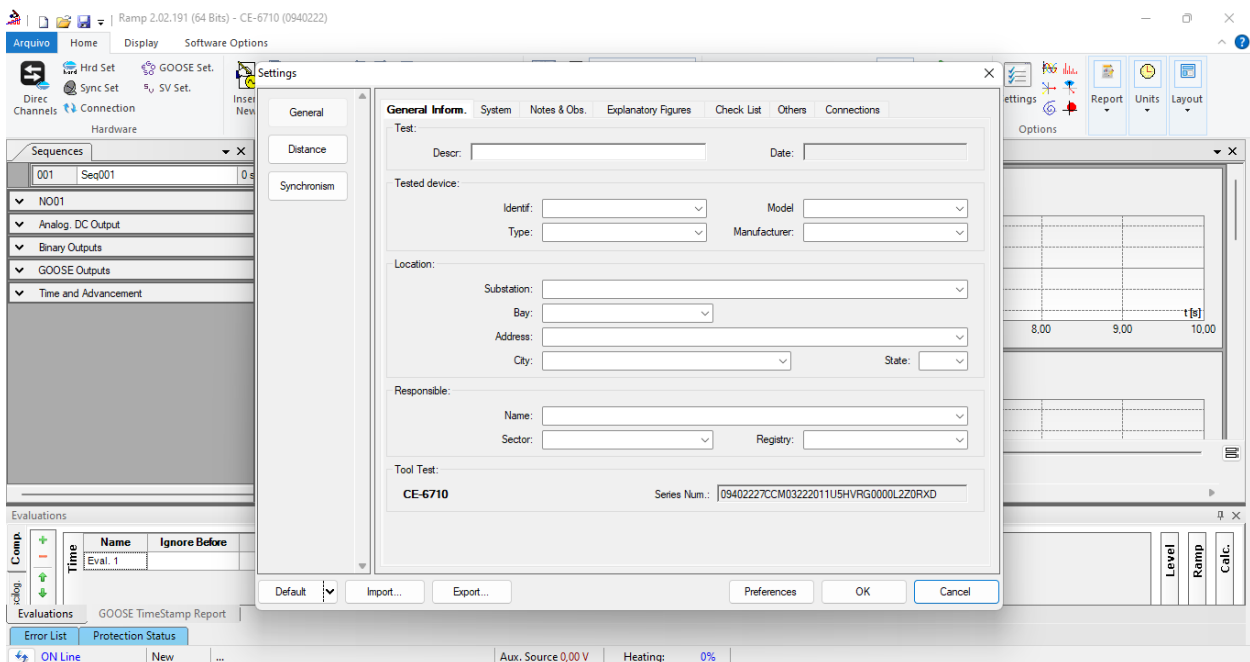 Ramp 2.02.191 (64 Bits) - CE-6710 (0940222)
Arquivo Home Display Software Options
Hrd Set GOOSE Set.
Sync Set SV Set.
Direc Channels Connection
Hardware
Inser New
Settings
General
Distance
Synchronism
General Inform. System Notes & Obs. Explanatory Figures Check List Others Connections
Test:
Descr: Date:
Tested device:
Identif: Model
Type: Manufacturer:
Location:
Substation:
Bay:
Address:
City: State:
Responsible:
Name:
Sector: Registry:
Tool Test:
CE-6710 Series Num.: 09402227CCM03222011U5HVRG0000L2Z0RXD
Default Import... Export... Preferences OK Cancel
ettings Report Units Layout
Options
Sequences
001 Seq001 0 s
NO01
Analog. DC Output
Binary Outputs
GOOSE Outputs
Time and Advancement
t [s]
8,00 9,00 10,00
Evaluations
Comp.
scilog.
Time
Name Ignore Before
Eval. 1
Level
Ramp
Calc.
Evaluations GOOSE TimeStamp Report
Error List Protection Status
ON Line New ... Aux. Source 0,00 V Heating: 0%